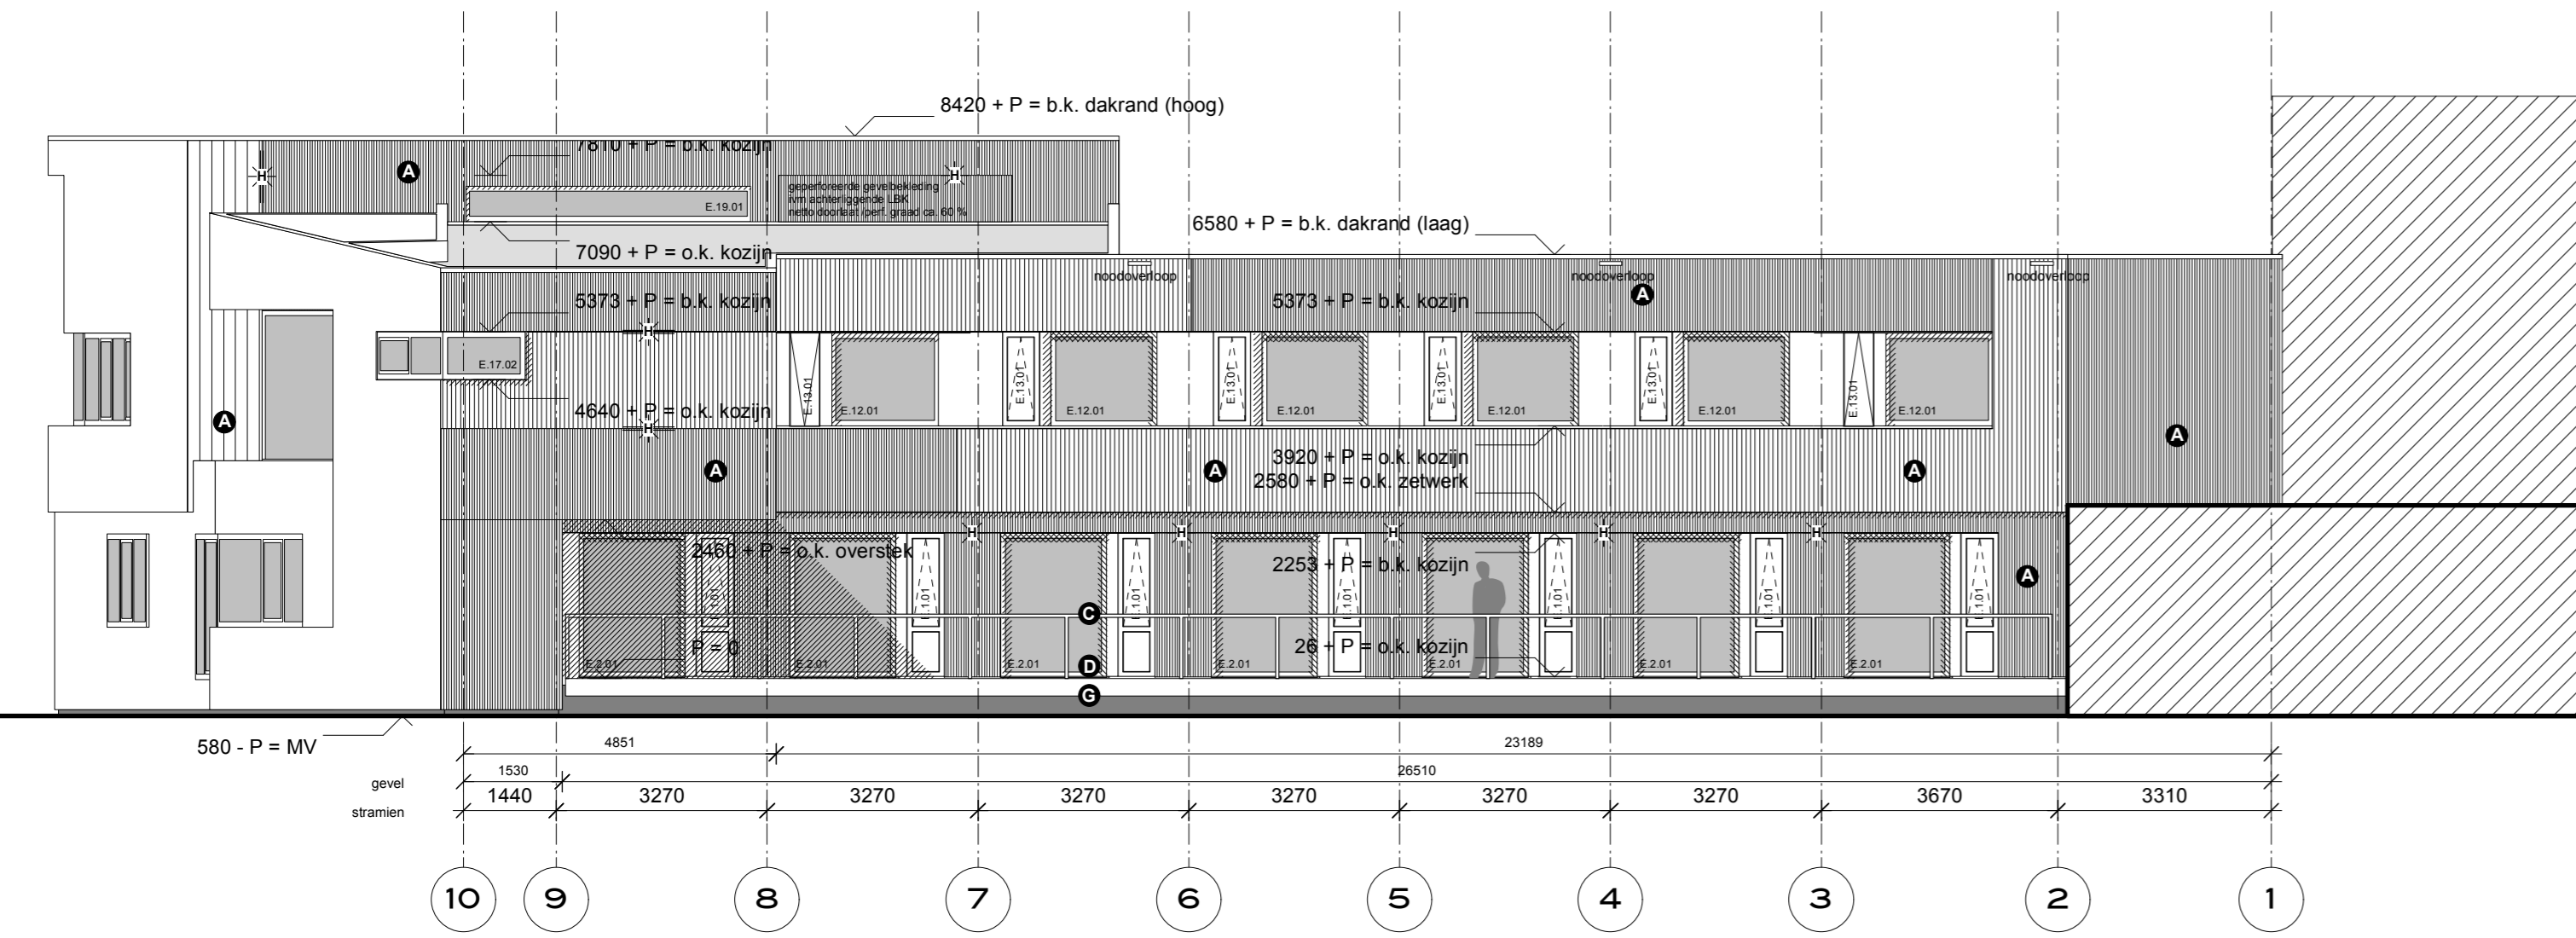 8420 + P = b.k. dakrand (hoog)
7810 + P = b.k. kozijn
H
A
H
geperforeerde gevelbekleding
ivm achterliggende LBK
netto doorlaat /perf. graad ca. 60 %
E.19.01
6580 + P = b.k. dakrand (laag)
7090 + P = o.k. kozijn
noodoverloop
noodoverloop
noodoverloop
5373 + P = b.k. kozijn
5373 + P = b.k. kozijn
A
H
E.17.02
E.13.01
E.13.01
E.13.01
E.13.01
E.13.01
E.13.01
4640 + P = o.k. kozijn
E.12.01
E.12.01
E.12.01
E.12.01
E.12.01
E.12.01
A
H
A
3920 + P = o.k. kozijn
A
A
A
2580 + P = o.k. zetwerk
H
H
H
H
H
2460 + P = o.k. overstek
2253 + P = b.k. kozijn
A
C
P = 0
26 + P = o.k. kozijn
E.2.01
E.2.01
E.2.01
E.2.01
E.2.01
E.2.01
E.2.01
D
G
580 - P = MV
4851
23189
1530
26510
gevel
1440
3270
3270
3270
3270
3270
3270
3670
3310
stramien
10
9
8
7
6
5
4
3
2
1